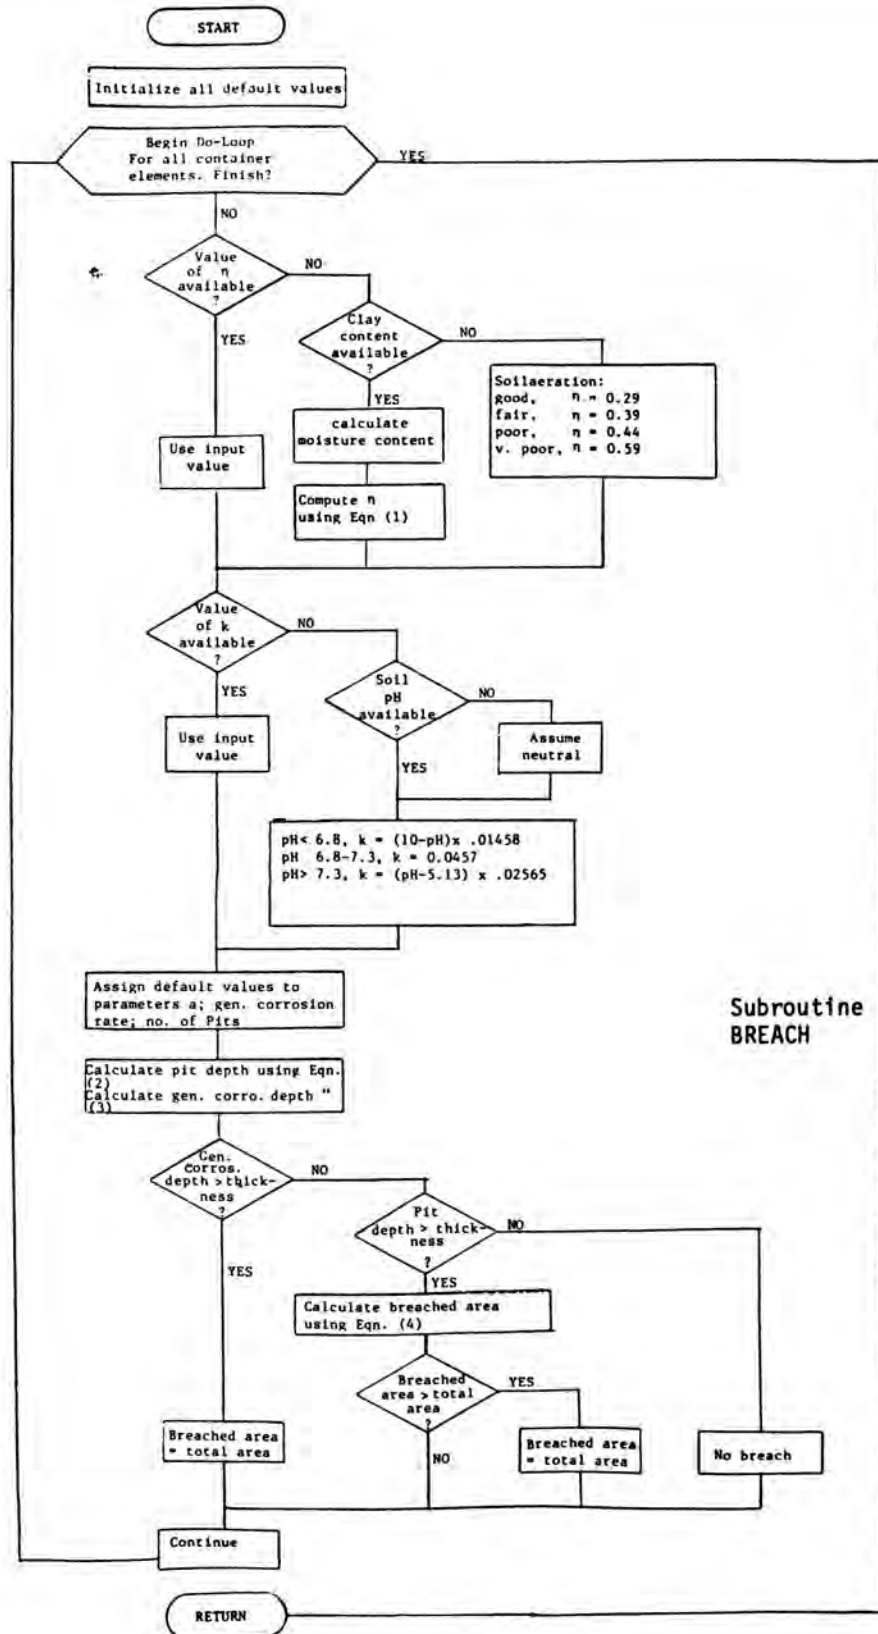 START
Initialize all default values
Begin Do-Loop
For all container
elements. Finish?
YES
NO
Value
of η
available
?
NO
YES
Clay
content
available
?
NO
YES
Soilaeration:
good, η = 0.29
fair, η = 0.39
poor, η = 0.44
v. poor, η = 0.59
calculate
moisture content
Use input
value
Compute η
using Eqn (1)
Value
of k
available
?
NO
YES
Soil
pH
available
?
NO
YES
Use input
value
Assume
neutral
pH< 6.8, k = (10-pH)x .01458
pH 6.8-7.3, k = 0.0457
pH> 7.3, k = (pH-5.13) x .02565
Assign default values to
parameters a; gen. corrosion
rate; no. of Pits
Subroutine
BREACH
Calculate pit depth using Eqn.
(2)
Calculate gen. corro. depth "
(3)
Gen.
corros.
depth > thick-
ness
?
NO
YES
Pit
depth > thick-
ness
?
NO
YES
Calculate breached area
using Eqn. (4)
Breached
area > total
area
?
YES
NO
Breached area
= total area
Breached area
= total area
No breach
Continue
RETURN